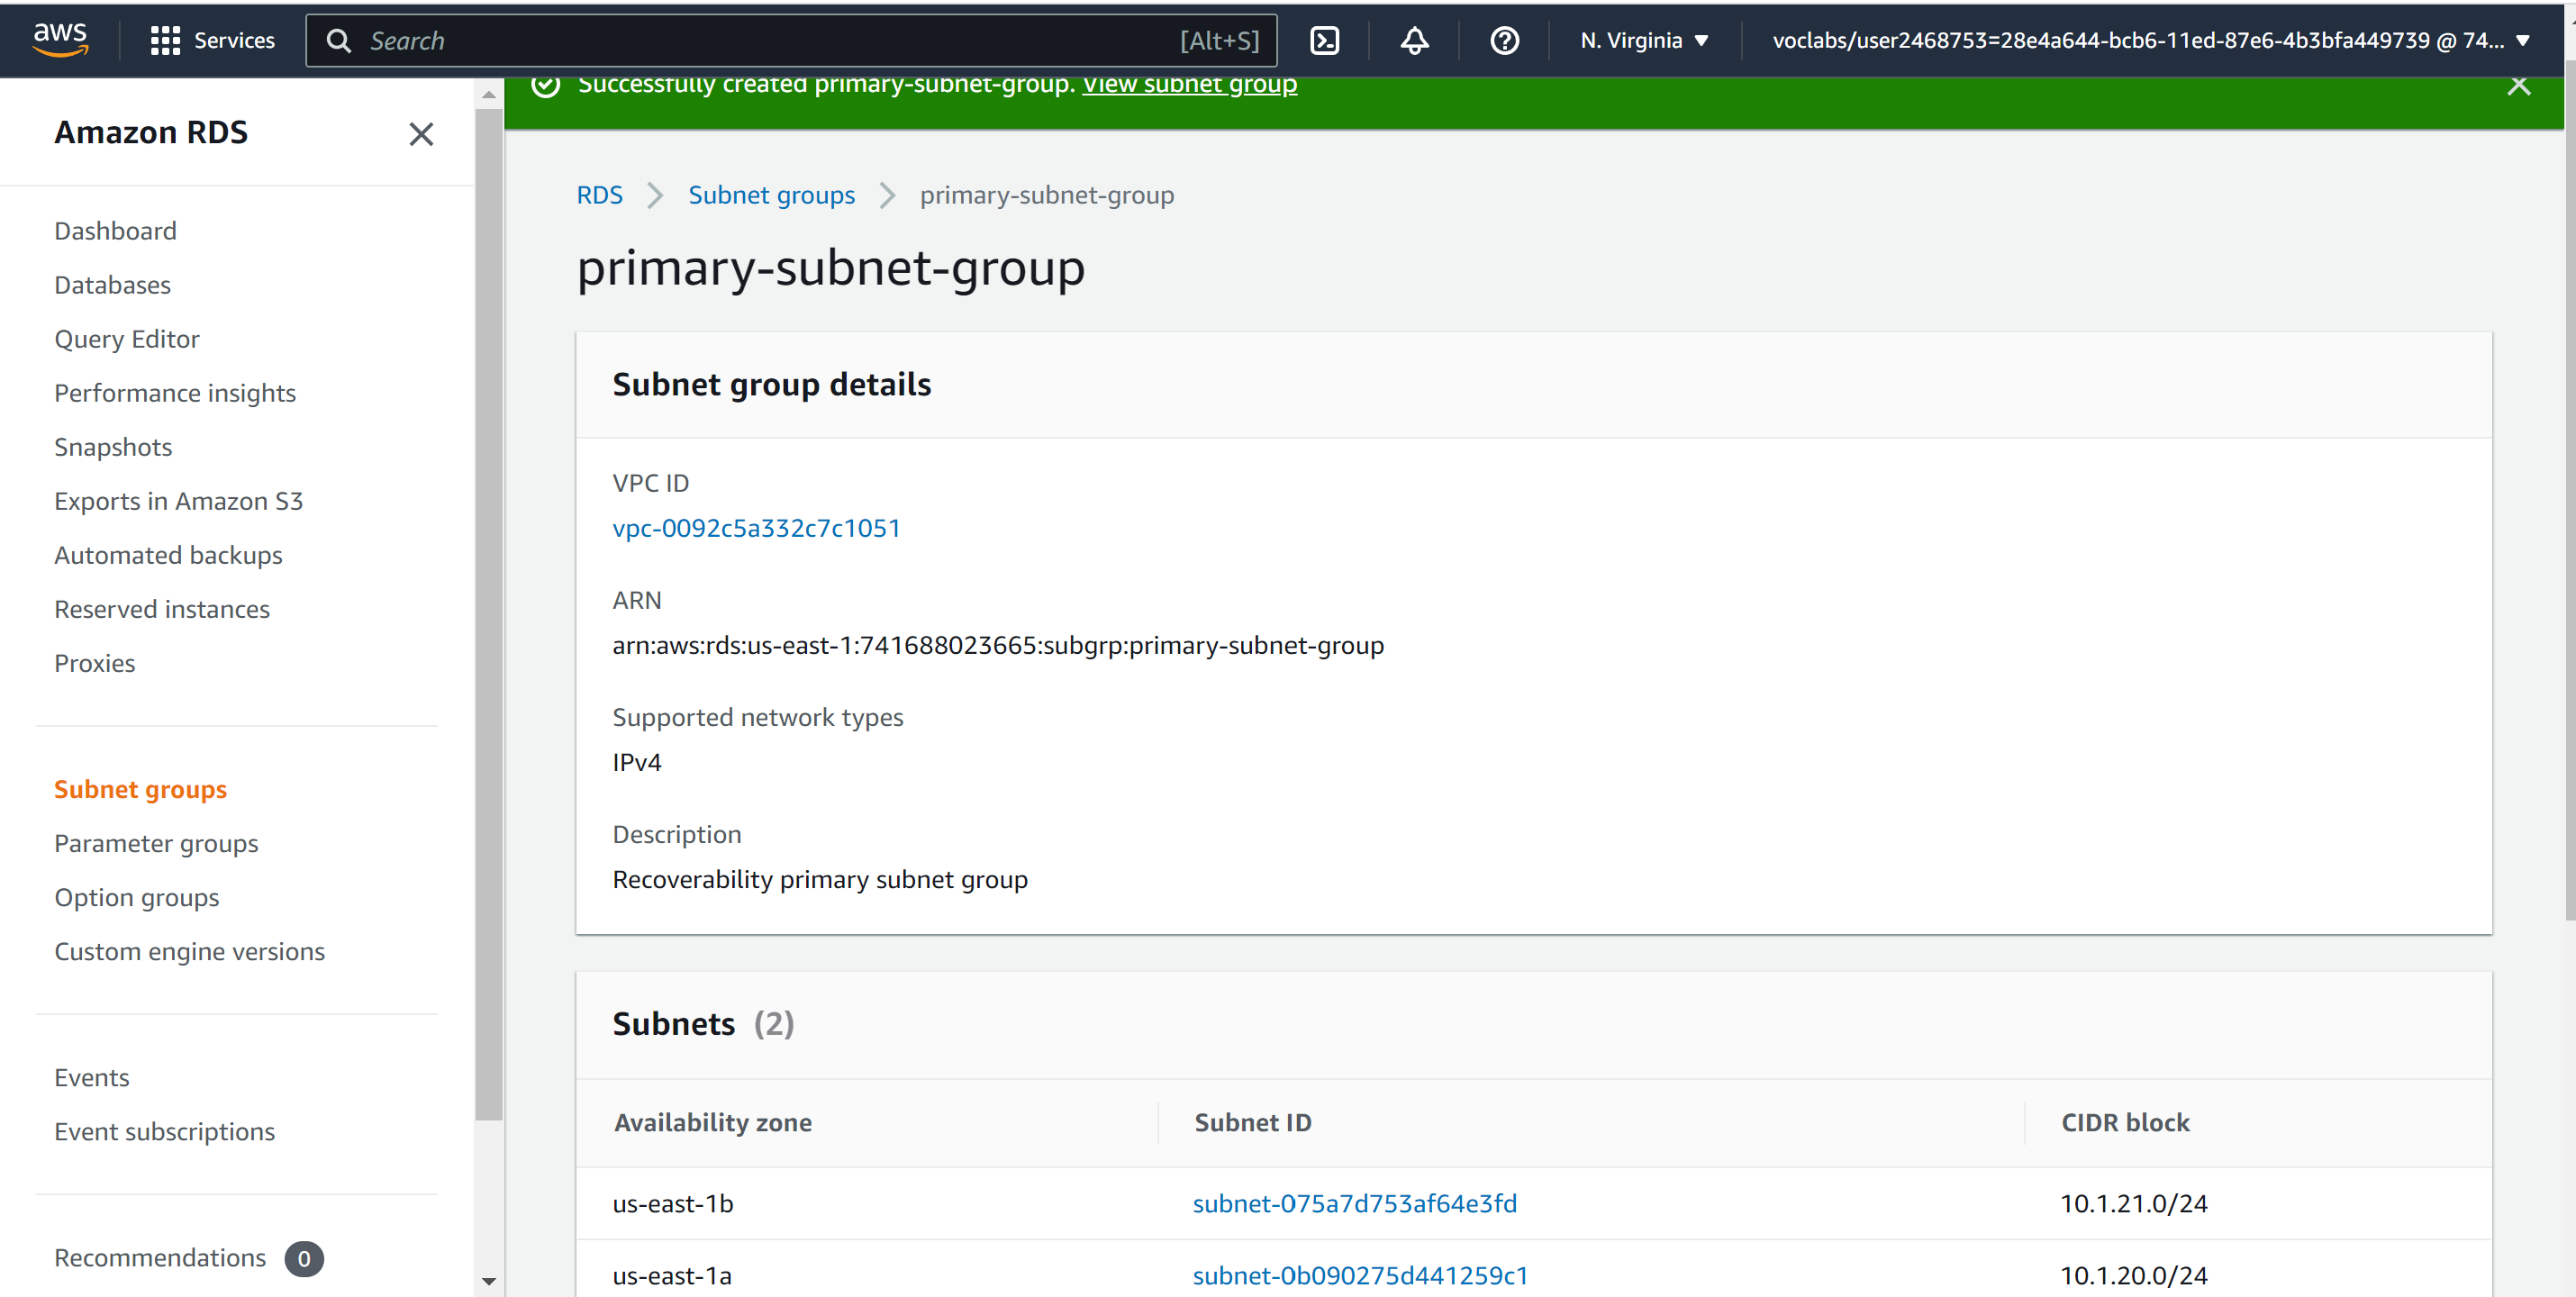 aws
Services
Search
[Alt+S]
N. Virginia
voclabs/user2468753=28e4a644-bcb6-11ed-87e6-4b3bfa449739 @ 74...
Successfully created primary-subnet-group. View subnet group
Amazon RDS
Dashboard
Databases
Query Editor
Performance insights
Snapshots
Exports in Amazon S3
Automated backups
Reserved instances
Proxies
Subnet groups
Parameter groups
Option groups
Custom engine versions
Events
Event subscriptions
Recommendations 0
RDS > Subnet groups > primary-subnet-group
primary-subnet-group
Subnet group details
VPC ID
vpc-0092c5a332c7c1051
ARN
arn:aws:rds:us-east-1:741688023665:subgrp:primary-subnet-group
Supported network types
IPv4
Description
Recoverability primary subnet group
Subnets (2)
Availability zone Subnet ID CIDR block
us-east-1b subnet-075a7d753af64e3fd 10.1.21.0/24
us-east-1a subnet-0b090275d441259c1 10.1.20.0/24